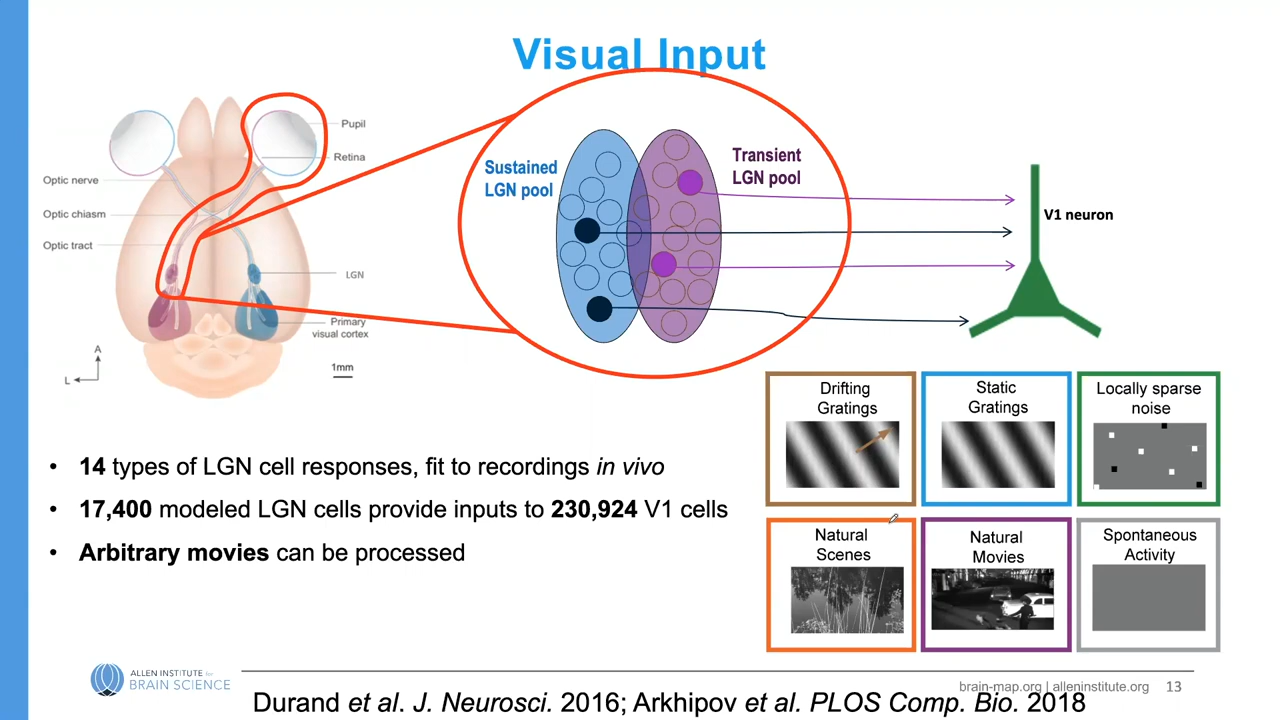 Visual Input
Pupil
Retina
Optic nerve
Optic chiasm
Optic tract
LGN
Primary
visual cortex
A
L
1mm
Sustained
LGN pool
Transient
LGN pool
V1 neuron
Drifting
Gratings
Static
Gratings
Locally sparse
noise
Natural
Scenes
Natural
Movies
Spontaneous
Activity
• 14 types of LGN cell responses, fit to recordings in vivo
• 17,400 modeled LGN cells provide inputs to 230,924 V1 cells
• Arbitrary movies can be processed
ALLEN INSTITUTE for
BRAIN SCIENCE
brain-map.org | alleninstitute.org 13
Durand et al. J. Neurosci. 2016; Arkhipov et al. PLOS Comp. Bio. 2018